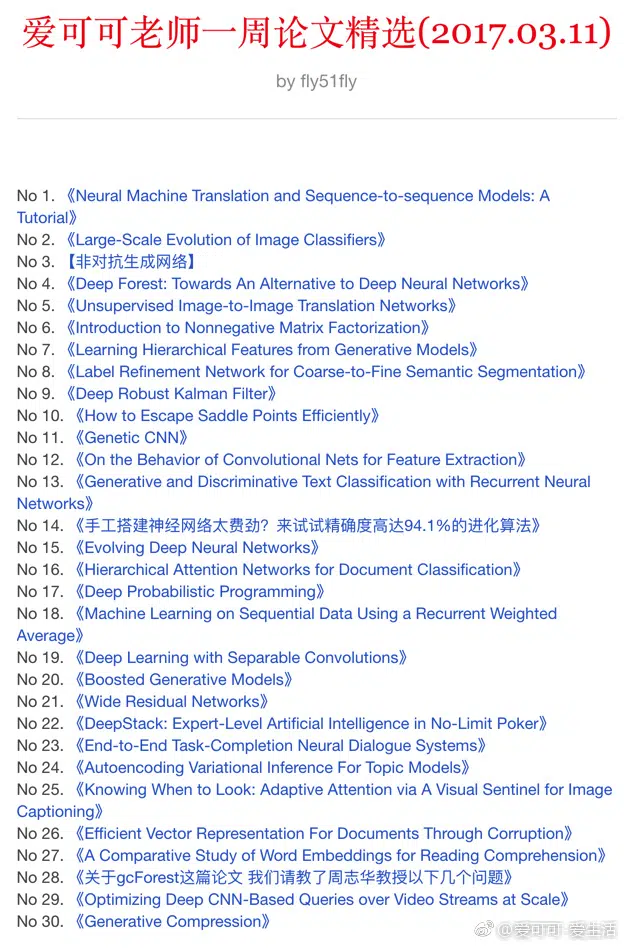 爱可可老师一周论文精选(2017.03.11)
by fly51fly
No 1. 《Neural Machine Translation and Sequence-to-sequence Models: A
Tutorial》
No 2. 《Large-Scale Evolution of Image Classifiers》
No 3. 【非对抗生成网络】
No 4. 《Deep Forest: Towards An Alternative to Deep Neural Networks》
No 5. 《Unsupervised Image-to-Image Translation Networks》
No 6. 《Introduction to Nonnegative Matrix Factorization》
No 7. 《Learning Hierarchical Features from Generative Models》
No 8. 《Label Refinement Network for Coarse-to-Fine Semantic Segmentation》
No 9. 《Deep Robust Kalman Filter》
No 10. 《How to Escape Saddle Points Efficiently》
No 11. 《Genetic CNN》
No 12. 《On the Behavior of Convolutional Nets for Feature Extraction》
No 13. 《Generative and Discriminative Text Classification with Recurrent Neural
Networks》
No 14. 《手工搭建神经网络太费劲？来试试精确度高达94.1%的进化算法》
No 15. 《Evolving Deep Neural Networks》
No 16. 《Hierarchical Attention Networks for Document Classification》
No 17. 《Deep Probabilistic Programming》
No 18. 《Machine Learning on Sequential Data Using a Recurrent Weighted
Average》
No 19. 《Deep Learning with Separable Convolutions》
No 20. 《Boosted Generative Models》
No 21. 《Wide Residual Networks》
No 22. 《DeepStack: Expert-Level Artificial Intelligence in No-Limit Poker》
No 23. 《End-to-End Task-Completion Neural Dialogue Systems》
No 24. 《Autoencoding Variational Inference For Topic Models》
No 25. 《Knowing When to Look: Adaptive Attention via A Visual Sentinel for Image
Captioning》
No 26. 《Efficient Vector Representation For Documents Through Corruption》
No 27. 《A Comparative Study of Word Embeddings for Reading Comprehension》
No 28. 《关于gcForest这篇论文 我们请教了周志华教授以下几个问题》
No 29. 《Optimizing Deep CNN-Based Queries over Video Streams at Scale》
No 30. 《Generative Compression》
@爱可可-爱生活